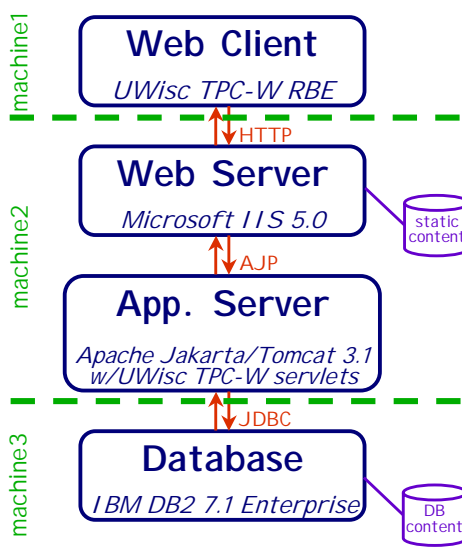 machine1
Web Client
UWisc TPC-W RBE
HTTP
machine2
Web Server
Microsoft IIS 5.0
static
content
AJP
App. Server
Apache Jakarta/Tomcat 3.1
w/UWisc TPC-W servlets
JDBC
machine3
Database
IBM DB2 7.1 Enterprise
DB
content